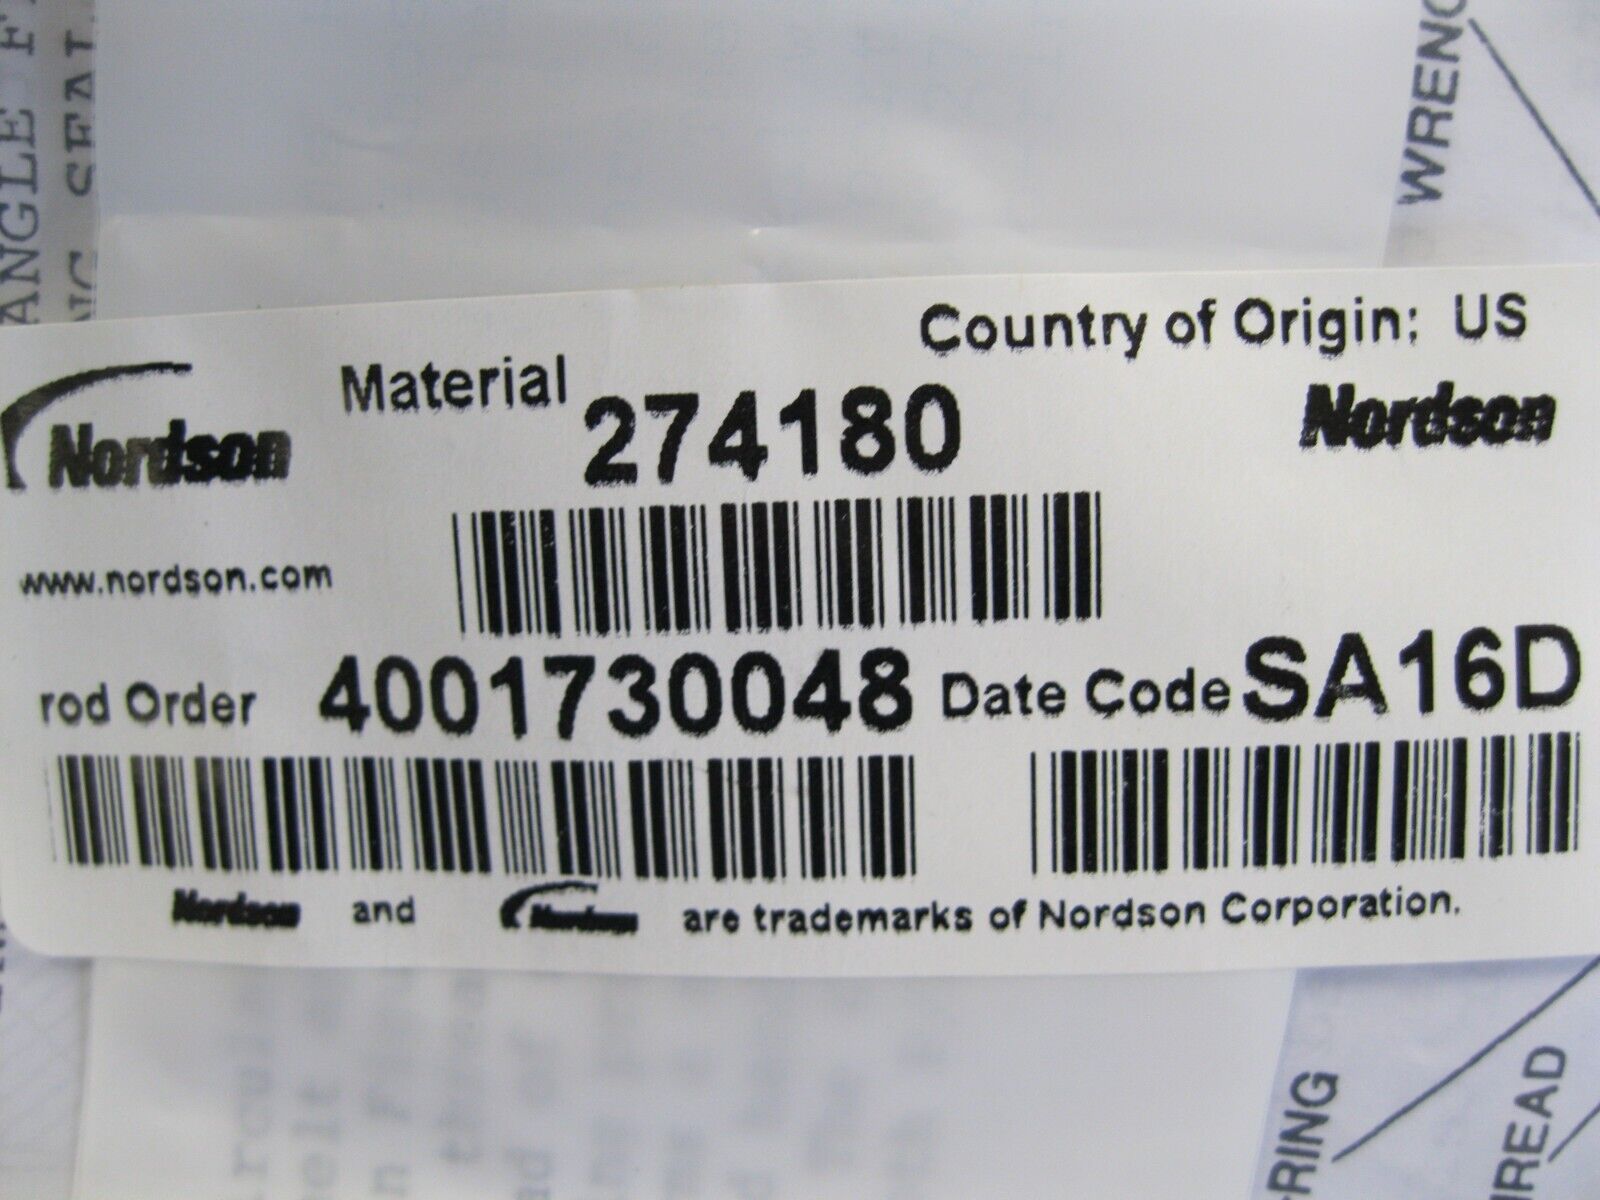 Country of Origin: US
Nordson Material 274180 Nordson
www.nordson.com
rod Order 4001730048 Date Code SA16D
Nordson and Nordson are trademarks of Nordson Corporation.
ANGLE
SEAL
WRENC
RING
READ